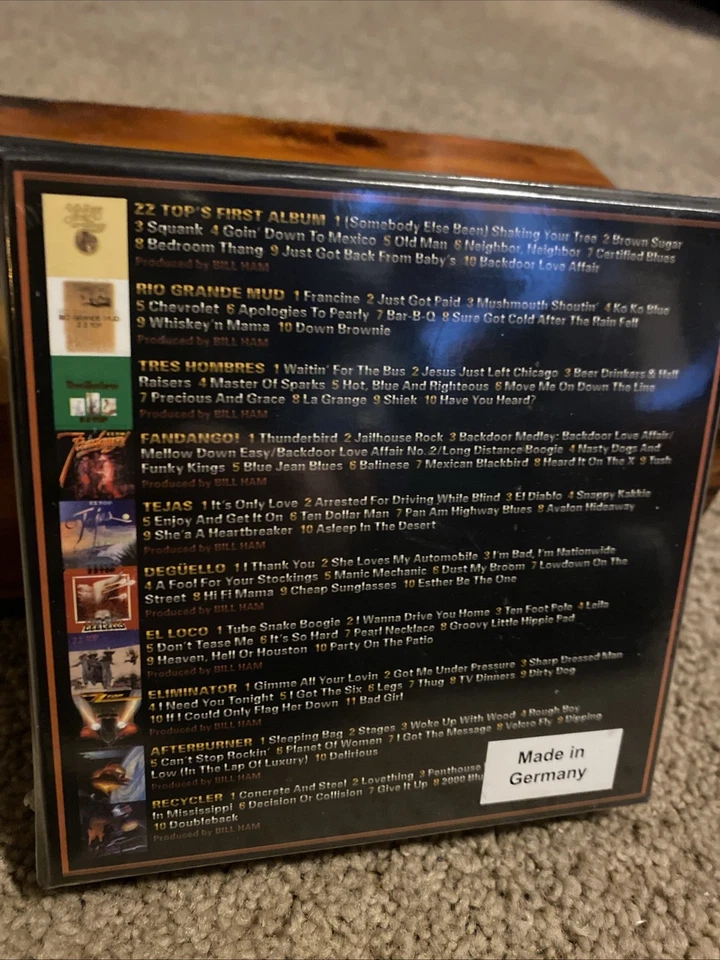 ZZ TOP'S FIRST ALBUM 1 (Somebody Else Been) Shaking Your Tree 2 Brown Sugar
3 Squank 4 Goin' Down To Mexico 5 Old Man 6 Neighbor, Neighbor 7 Certified Blues
8 Bedroom Thang 9 Just Got Back From Baby's 10 Backdoor Love Affair
Produced by BILL HAM
RIO GRANDE MUD 1 Francine 2 Just Got Paid 3 Mushmouth Shoutin' 4 Ko Ko Blue
5 Chevrolet 6 Apologies To Pearly 7 Bar-B-Q 8 Sure Got Cold After The Rain Fell
9 Whiskey'n Mama 10 Down Brownie
RIO GRANDE MUD
ZZ TOP
TRES HOMBRES 1 Waitin' For The Bus 2 Jesus Just Left Chicago 3 Beer Drinkers & Hell
Raisers 4 Master Of Sparks 5 Hot, Blue And Righteous 6 Move Me On Down The Line
7 Precious And Grace 8 La Grange 9 Shiek 10 Have You Heard?
Produced by BILL HAM
FANDANGO! 1 Thunderbird 2 Jailhouse Rock 3 Backdoor Medley: Backdoor Love Affair/
Mellow Down Easy/Backdoor Love Affair No. 2/Long Distance Boogie 4 Nasty Dogs And
Funky Kings 5 Blue Jean Blues 6 Balinese 7 Mexican Blackbird 8 Heard It On The X 9 Tush
Produced by BILL HAM
TEJAS 1 It's Only Love 2 Arrested For Driving While Blind 3 El Diablo 4 Snappy Kakkie
5 Enjoy And Get It On 6 Ten Dollar Man 7 Pan Am Highway Blues 8 Avalon Hideaway
9 She's A Heartbreaker 10 Asleep In The Desert
Produced by BILL HAM
DEGÜELLO 1 I Thank You 2 She Loves My Automobile 3 I'm Bad, I'm Nationwide
4 A Fool For Your Stockings 5 Manic Mechanic 6 Dust My Broom 7 Lowdown On The
Street 8 Hi Fi Mama 9 Cheap Sunglasses 10 Esther Be The One
Produced by BILL HAM
EL LOCO 1 Tube Snake Boogie 2 I Wanna Drive You Home 3 Ten Foot Pole 4 Leila
5 Don't Tease Me 6 It's So Hard 7 Pearl Necklace 8 Groovy Little Hippie Pad
9 Heaven, Hell Or Houston 10 Party On The Patio
Produced by BILL HAM
ELIMINATOR 1 Gimme All Your Lovin 2 Got Me Under Pressure 3 Sharp Dressed Man
4 I Need You Tonight 5 I Got The Six 6 Legs 7 Thug 8 TV Dinners 9 Dirty Dog
10 If I Could Only Flag Her Down 11 Bad Girl
Produced by BILL HAM
AFTERBURNER 1 Sleeping Bag 2 Stages 3 Woke Up With Wood 4 Rough Boy
5 Can't Stop Rockin' 6 Planet Of Women 7 I Got The Message 8 Velcro Fly 9 Dipping
Low (In The Lap Of Luxury) 10 Delirious
Produced by BILL HAM
RECYCLER 1 Concrete And Steel 2 Lovething 3 Penthouse
In Mississippi 6 Decision Or Collision 7 Give It Up 8 2000 Blu
10 Doubleback
Produced by BILL HAM
Made in
Germany